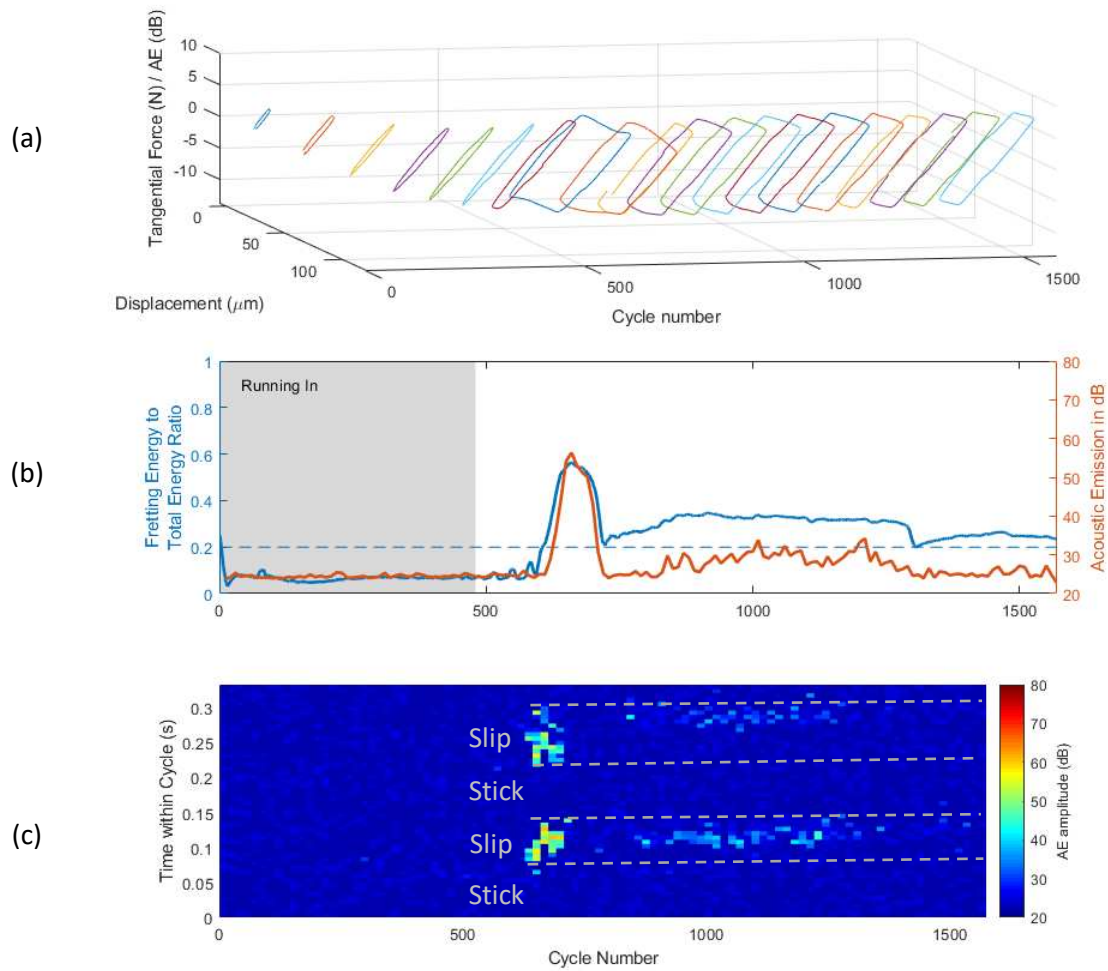 (a)
Tangential Force (N) / AE (dB)
10
5
0
-5
-10
0
50
100
Displacement (μm)
0
500
1000
1500
Cycle number
(b)
Fretting Energy to
Total Energy Ratio
1
0.8
0.6
0.4
0.2
0
Running In
80
70
60
50
40
30
20
Acoustic Emission in dB
0
500
1000
1500
(c)
Time within Cycle (s)
0.3
0.25
0.2
0.15
0.1
0.05
0
Slip
Stick
Slip
Stick
80
70
60
50
40
30
20
AE amplitude (dB)
0
500
1000
1500
Cycle Number